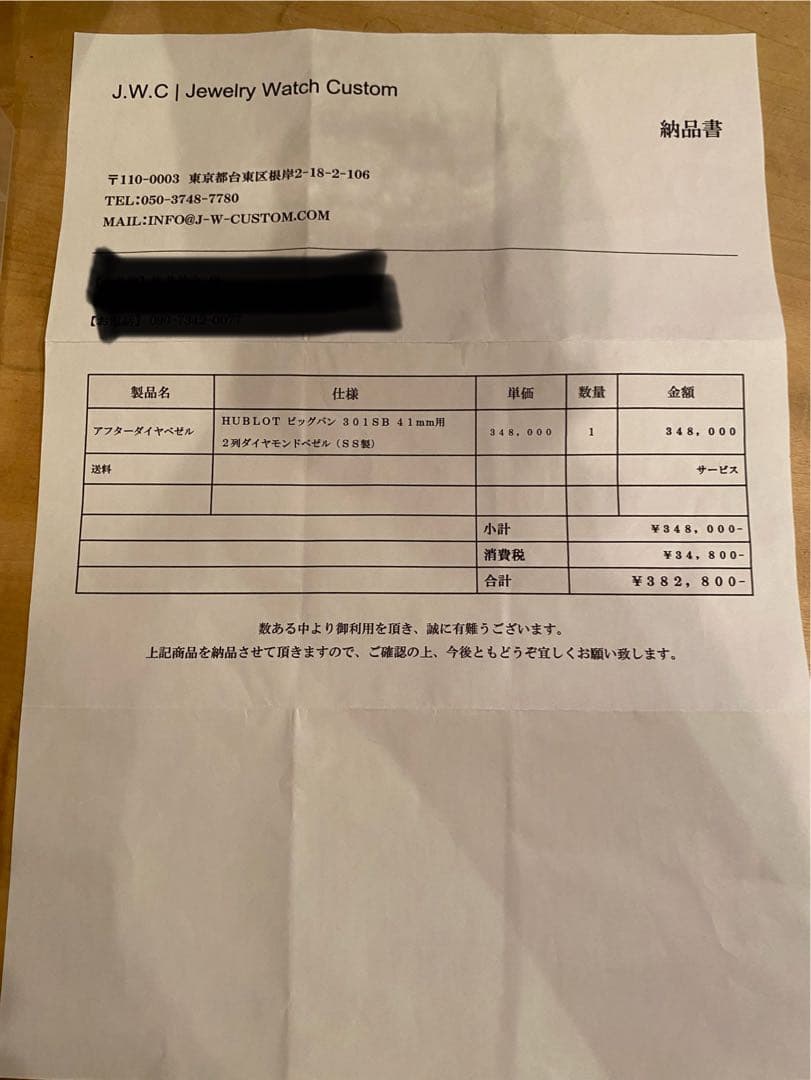 J.W.C | Jewelry Watch Custom
納品書
〒110-0003 東京都台東区根岸2-18-2-106
TEL:050-3748-7780
MAIL:INFO@J-W-CUSTOM.COM
製品名 仕様 単価 数量 金額
アフターダイヤベゼル HUBLOT ビッグバン 301SB 41mm用 348,000 1 348,000
2列ダイヤモンドベゼル(SS製)
送料 サービス
小計 ¥348,000-
消費税 ¥34,800-
合計 ¥382,800-
数ある中より御利用を頂き、誠に有難うございます。
上記商品を納品させて頂きますので、ご確認の上、今後ともどうぞ宜しくお願い致します。